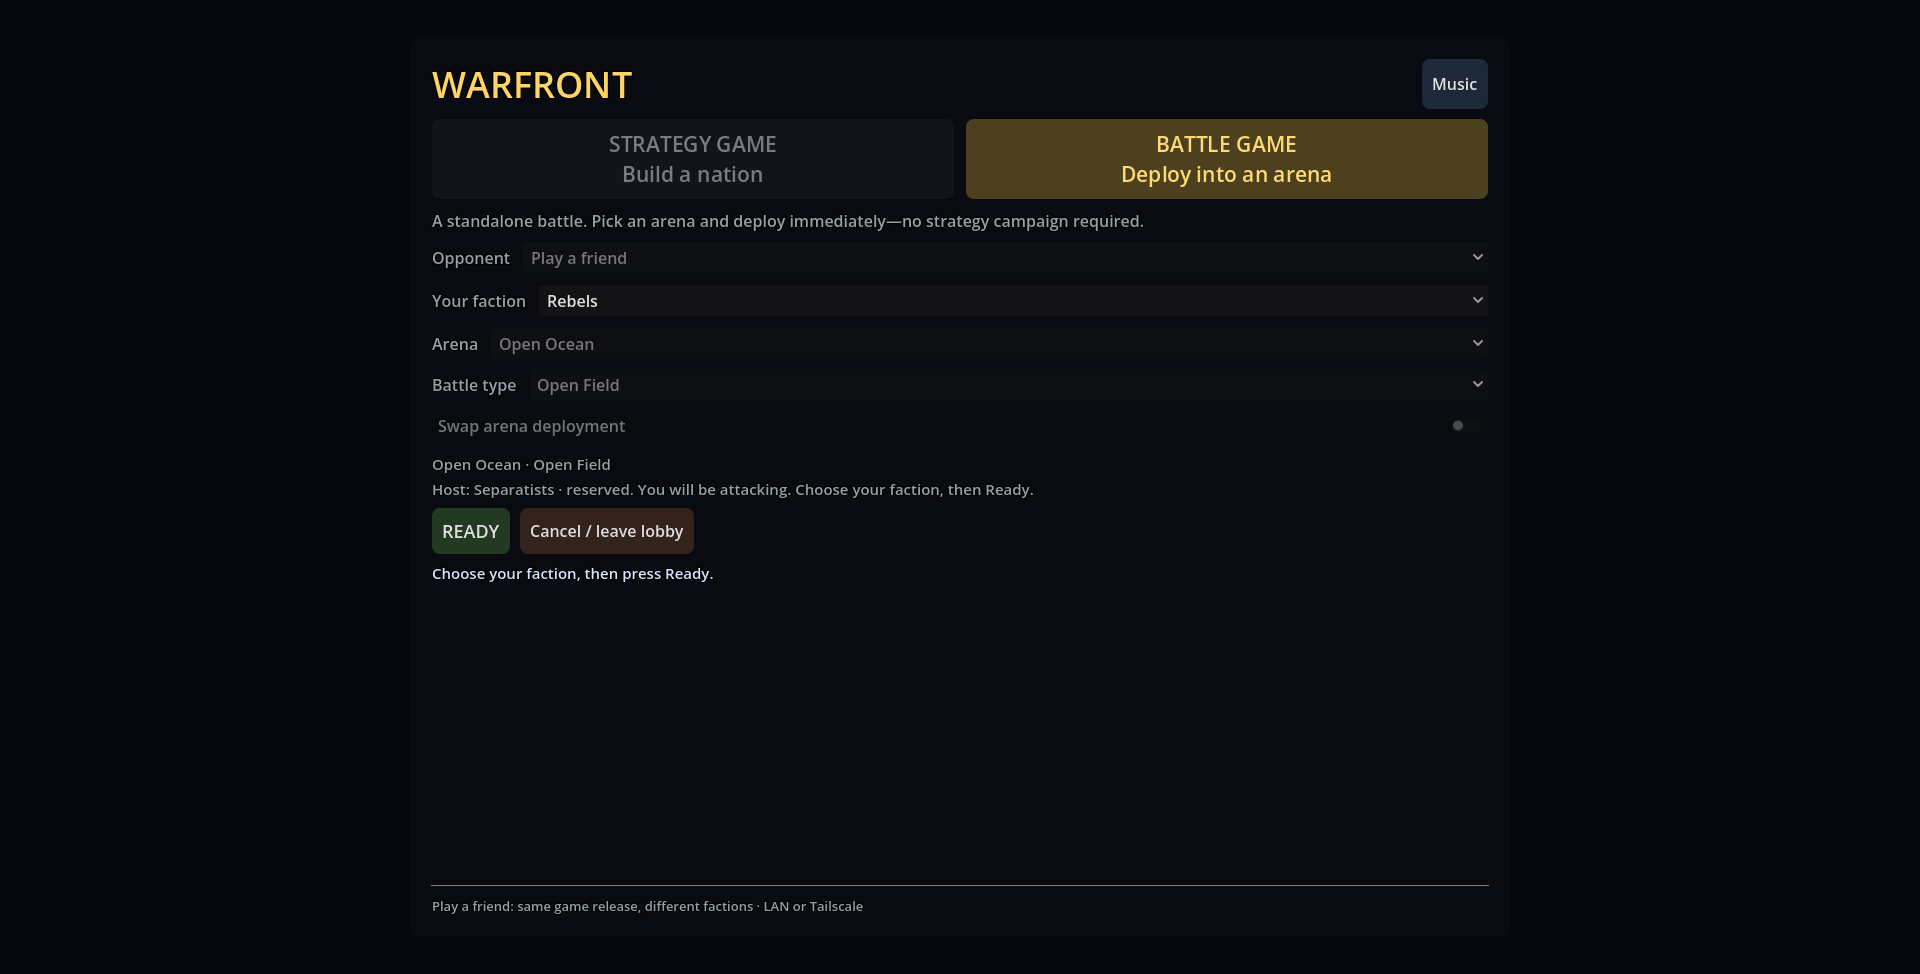 WARFRONT
Music
STRATEGY GAME
Build a nation
BATTLE GAME
Deploy into an arena
A standalone battle. Pick an arena and deploy immediately—no strategy campaign required.
Opponent Play a friend
Your faction Rebels
Arena Open Ocean
Battle type Open Field
Swap arena deployment
Open Ocean · Open Field
Host: Separatists · reserved. You will be attacking. Choose your faction, then Ready.
READY Cancel / leave lobby
Choose your faction, then press Ready.
Play a friend: same game release, different factions · LAN or Tailscale